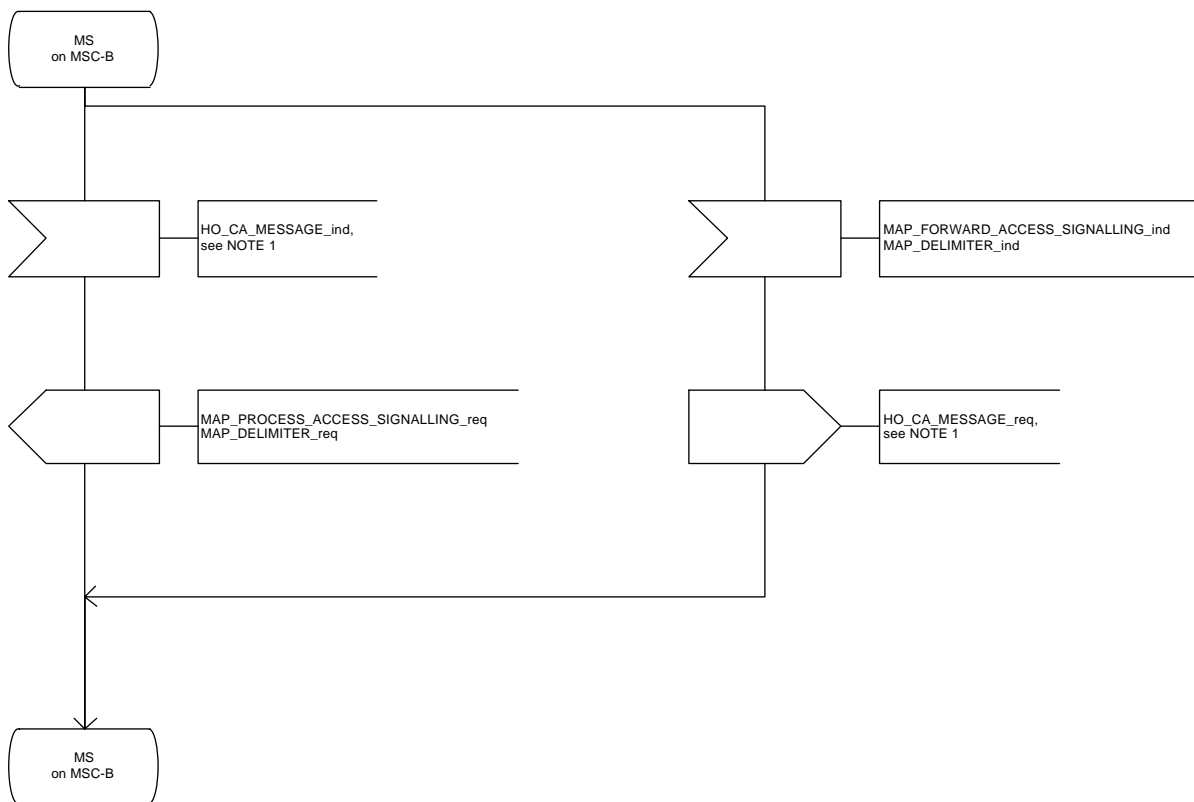 MS
on MSC-B
HO_CA_MESSAGE_ind,
see NOTE 1
MAP_FORWARD_ACCESS_SIGNALLING_ind
MAP_DELIMITER_ind
MAP_PROCESS_ACCESS_SIGNALLING_req
MAP_DELIMITER_req
HO_CA_MESSAGE_req,
see NOTE 1
MS
on MSC-B